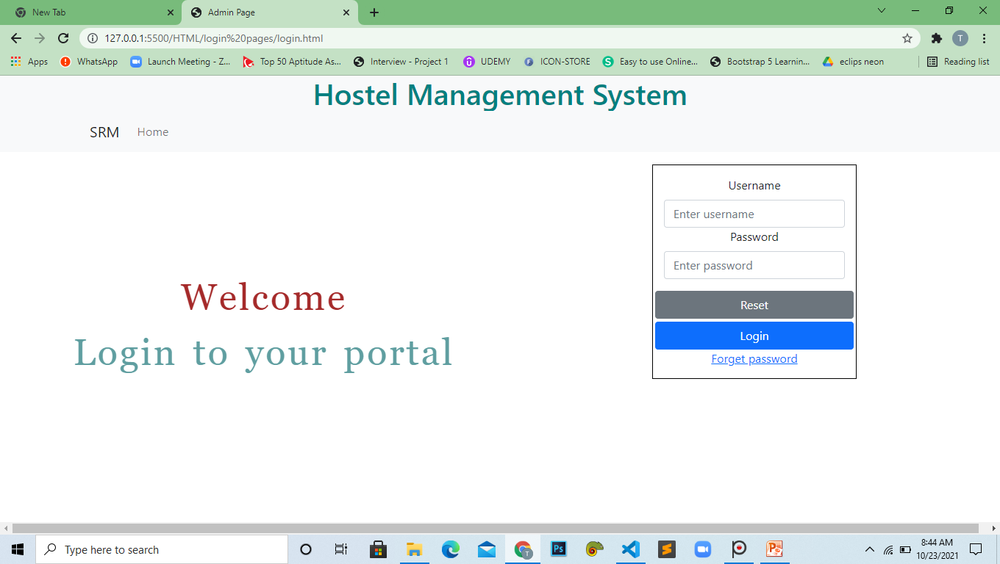 New Tab
Admin Page
127.0.0.1:5500/HTML/login%20pages/login.html
T
Apps WhatsApp Launch Meeting - Z... Top 50 Aptitude As... Interview - Project 1 UDEMY ICON-STORE Easy to use Online... Bootstrap 5 Learnin... eclips neon Reading list
Hostel Management System
SRM Home
Username
Enter username
Password
Enter password
Reset
Login
Forget password
Welcome
Login to your portal
Type here to search
8:44 AM
10/23/2021